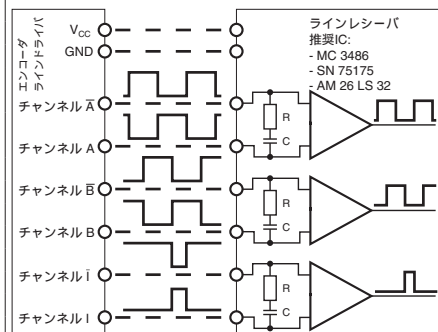 エンコーダ
ラインドライバ
V_CC
GND
チャンネル A̅
チャンネル A
チャンネル B̅
チャンネル B
チャンネル I̅
チャンネル I
ラインレシーバ
推奨IC:
- MC 3486
- SN 75175
- AM 26 LS 32
R
C
R
C
R
C